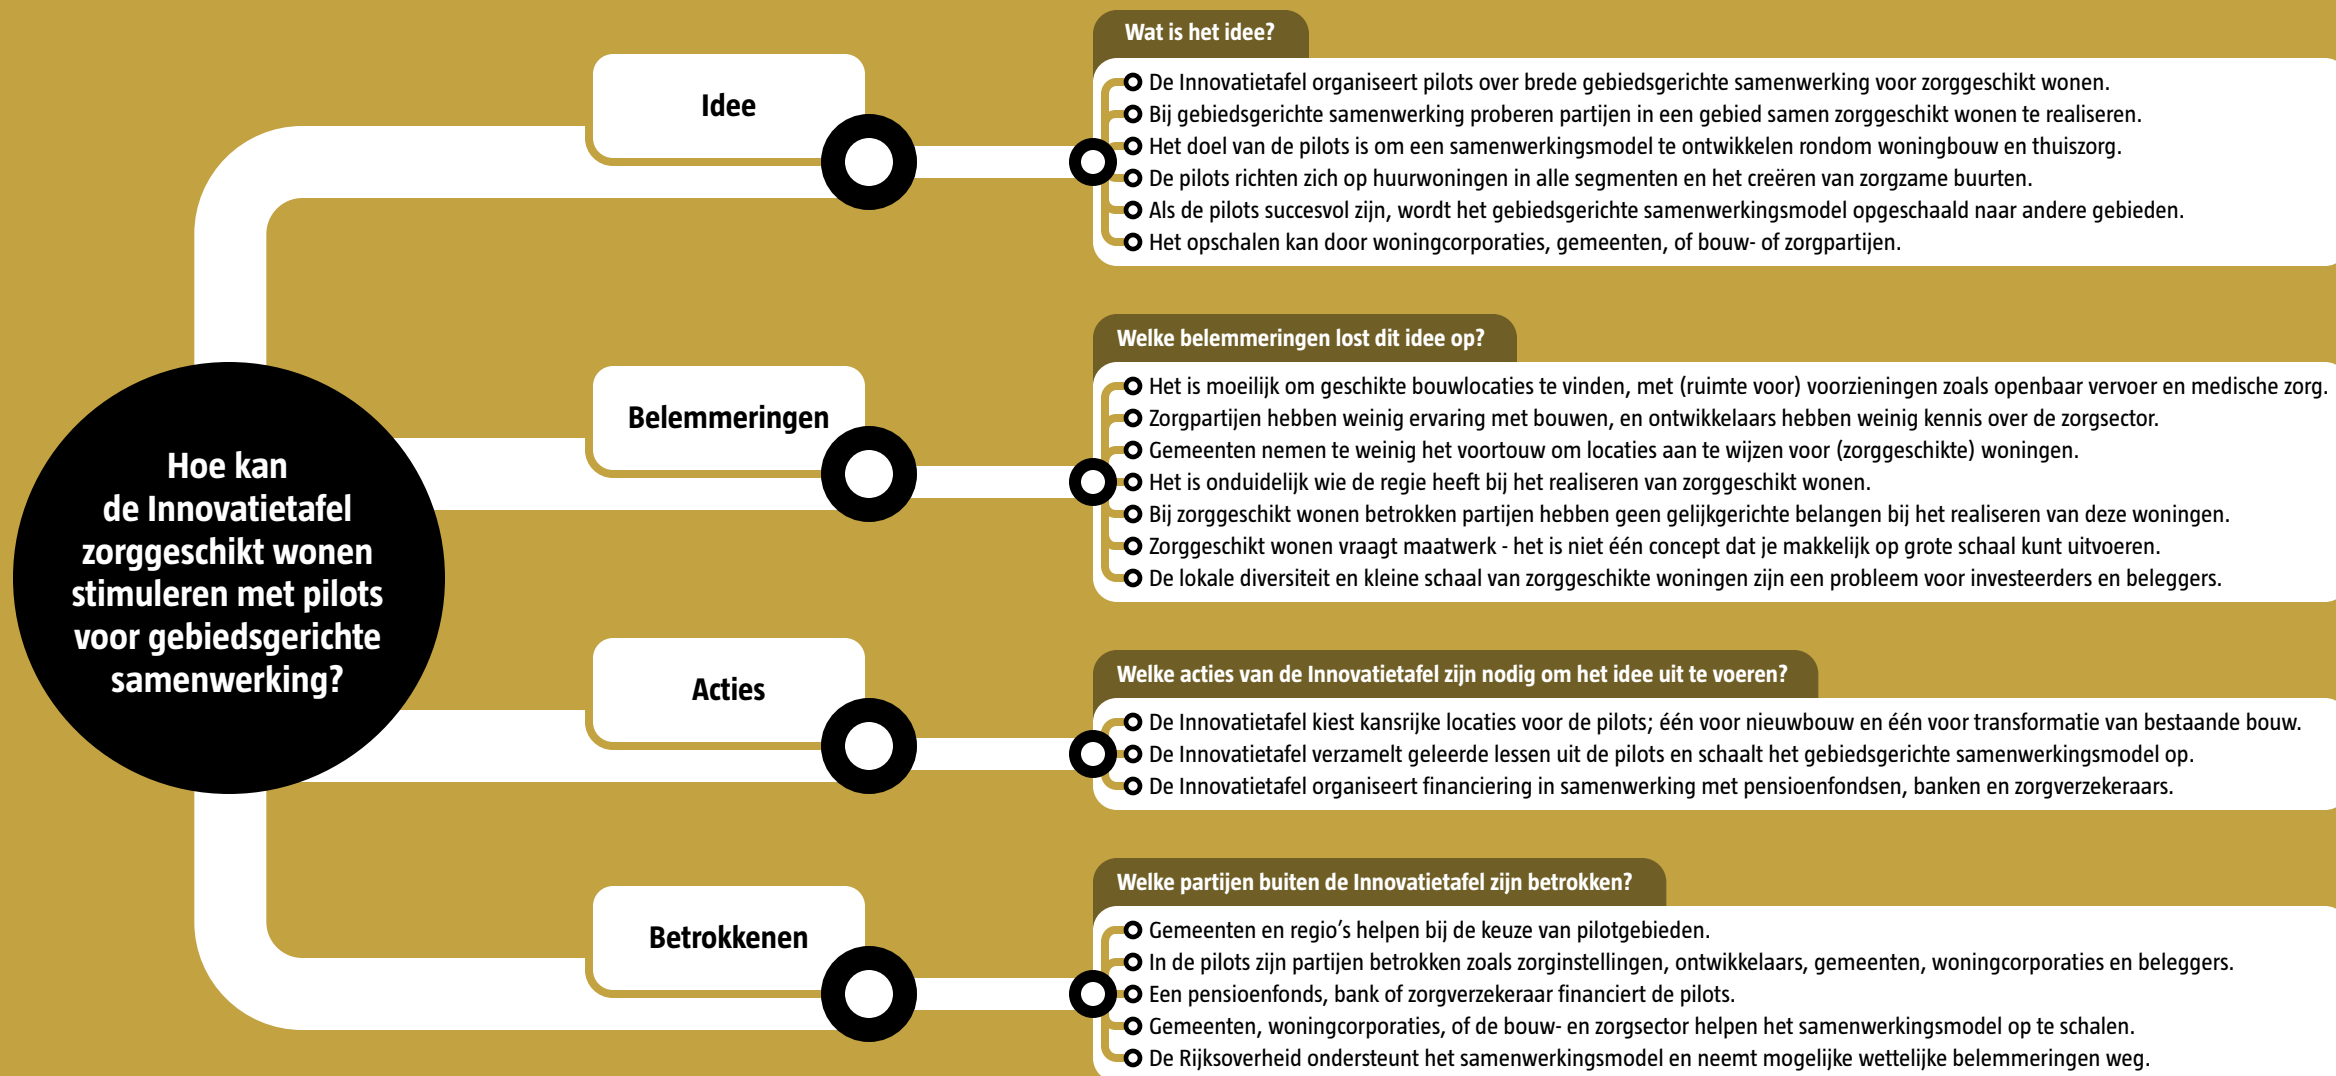 Hoe kan
de Innovatietafel
zorggeschikt wonen
stimuleren met pilots
voor gebiedsgerichte
samenwerking?
Idee
Wat is het idee?
De Innovatietafel organiseert pilots over brede gebiedsgerichte samenwerking voor zorggeschikt wonen.
Bij gebiedsgerichte samenwerking proberen partijen in een gebied samen zorggeschikt wonen te realiseren.
Het doel van de pilots is om een samenwerkingsmodel te ontwikkelen rondom woningbouw en thuiszorg.
De pilots richten zich op huurwoningen in alle segmenten en het creëren van zorgzame buurten.
Als de pilots succesvol zijn, wordt het gebiedsgerichte samenwerkingsmodel opgeschaald naar andere gebieden.
Het opschalen kan door woningcorporaties, gemeenten, of bouw- of zorgpartijen.
Belemmeringen
Welke belemmeringen lost dit idee op?
Het is moeilijk om geschikte bouwlocaties te vinden, met (ruimte voor) voorzieningen zoals openbaar vervoer en medische zorg.
Zorgpartijen hebben weinig ervaring met bouwen, en ontwikkelaars hebben weinig kennis over de zorgsector.
Gemeenten nemen te weinig het voortouw om locaties aan te wijzen voor (zorggeschikte) woningen.
Het is onduidelijk wie de regie heeft bij het realiseren van zorggeschikt wonen.
Bij zorggeschikt wonen betrokken partijen hebben geen gelijkgerichte belangen bij het realiseren van deze woningen.
Zorggeschikt wonen vraagt maatwerk - het is niet één concept dat je makkelijk op grote schaal kunt uitvoeren.
De lokale diversiteit en kleine schaal van zorggeschikte woningen zijn een probleem voor investeerders en beleggers.
Acties
Welke acties van de Innovatietafel zijn nodig om het idee uit te voeren?
De Innovatietafel kiest kansrijke locaties voor de pilots; één voor nieuwbouw en één voor transformatie van bestaande bouw.
De Innovatietafel verzamelt geleerde lessen uit de pilots en schaalt het gebiedsgerichte samenwerkingsmodel op.
De Innovatietafel organiseert financiering in samenwerking met pensioenfondsen, banken en zorgverzekeraars.
Betrokkenen
Welke partijen buiten de Innovatietafel zijn betrokken?
Gemeenten en regio's helpen bij de keuze van pilotgebieden.
In de pilots zijn partijen betrokken zoals zorginstellingen, ontwikkelaars, gemeenten, woningcorporaties en beleggers.
Een pensioenfonds, bank of zorgverzekeraar financiert de pilots.
Gemeenten, woningcorporaties, of de bouw- en zorgsector helpen het samenwerkingsmodel op te schalen.
De Rijksoverheid ondersteunt het samenwerkingsmodel en neemt mogelijke wettelijke belemmeringen weg.